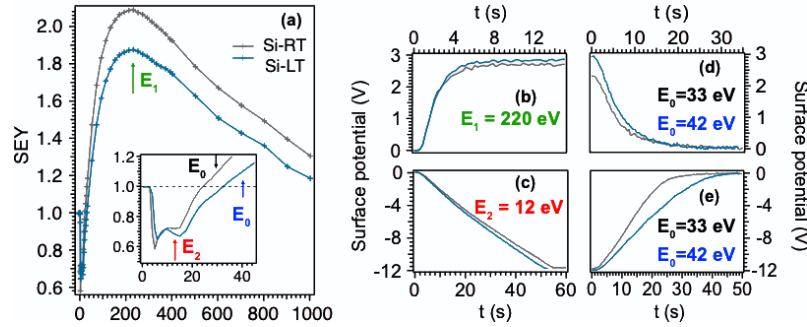 (a)
Si-RT
Si-LT
E1
SEY
2.0
1.8
1.6
1.4
1.2
1.0
0.8
0.6
0 200 400 600 800 1000
1.2
1.0
0.8
0.6
0 20 40
E0
E0
E2
t (s)
0 4 8 12
3
2
1
0
(b)
E1 = 220 eV
Surface potential (V)
0
-4
-8
-12
(c)
E2 = 12 eV
0 20 40 60
t (s)
t (s)
0 10 20 30
3
2
1
0
(d)
E0=33 eV
E0=42 eV
Surface potential (V)
0
-4
-8
-12
(e)
E0=33 eV
E0=42 eV
0 10 20 30 40 50
t (s)